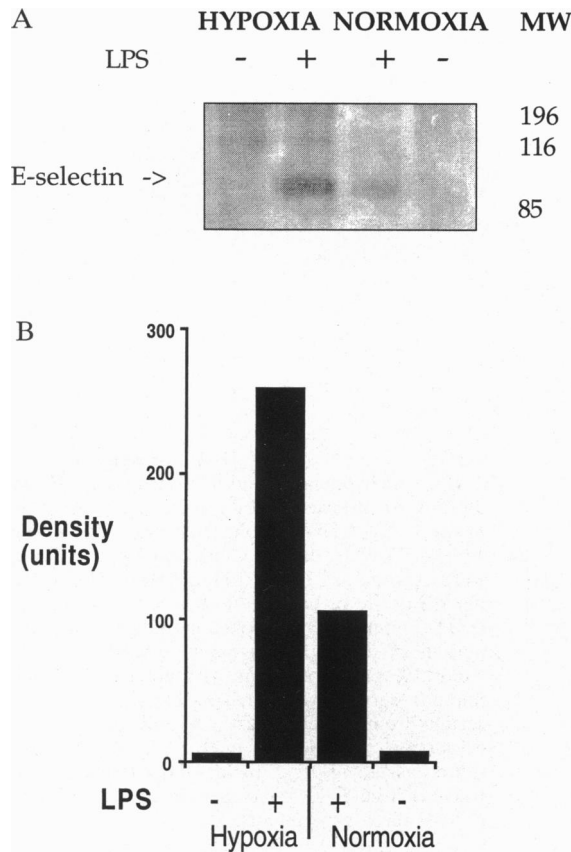 A
HYPOXIA NORMOXIA MW
LPS - + + -
196
116
E-selectin ->
85
B
300
200
Density
(units)
100
0
LPS - + + -
Hypoxia Normoxia